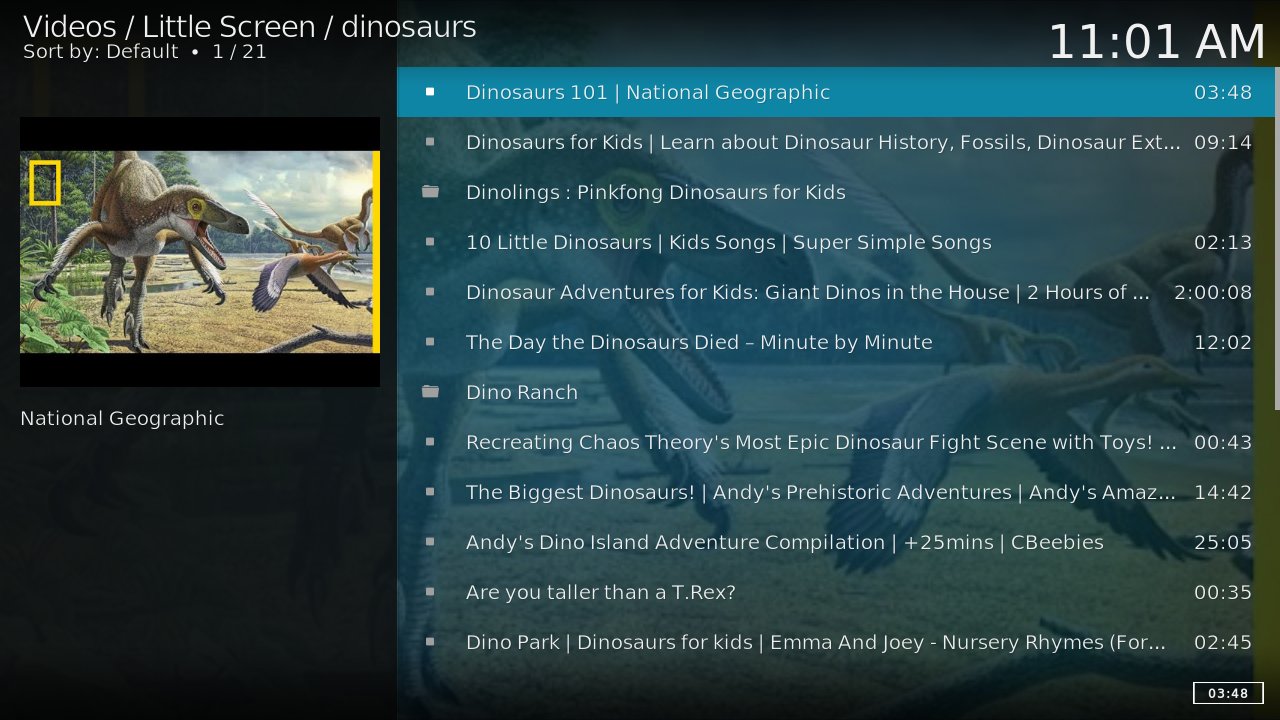 Videos / Little Screen / dinosaurs
Sort by: Default • 1 / 21
11:01 AM
Dinosaurs 101 | National Geographic 03:48
Dinosaurs for Kids | Learn about Dinosaur History, Fossils, Dinosaur Ext... 09:14
Dinolings : Pinkfong Dinosaurs for Kids
10 Little Dinosaurs | Kids Songs | Super Simple Songs 02:13
Dinosaur Adventures for Kids: Giant Dinos in the House | 2 Hours of ... 2:00:08
The Day the Dinosaurs Died – Minute by Minute 12:02
Dino Ranch
National Geographic
Recreating Chaos Theory's Most Epic Dinosaur Fight Scene with Toys! ... 00:43
The Biggest Dinosaurs! | Andy's Prehistoric Adventures | Andy's Amaz... 14:42
Andy's Dino Island Adventure Compilation | +25mins | CBeebies 25:05
Are you taller than a T.Rex? 00:35
Dino Park | Dinosaurs for kids | Emma And Joey - Nursery Rhymes (For... 02:45
03:48